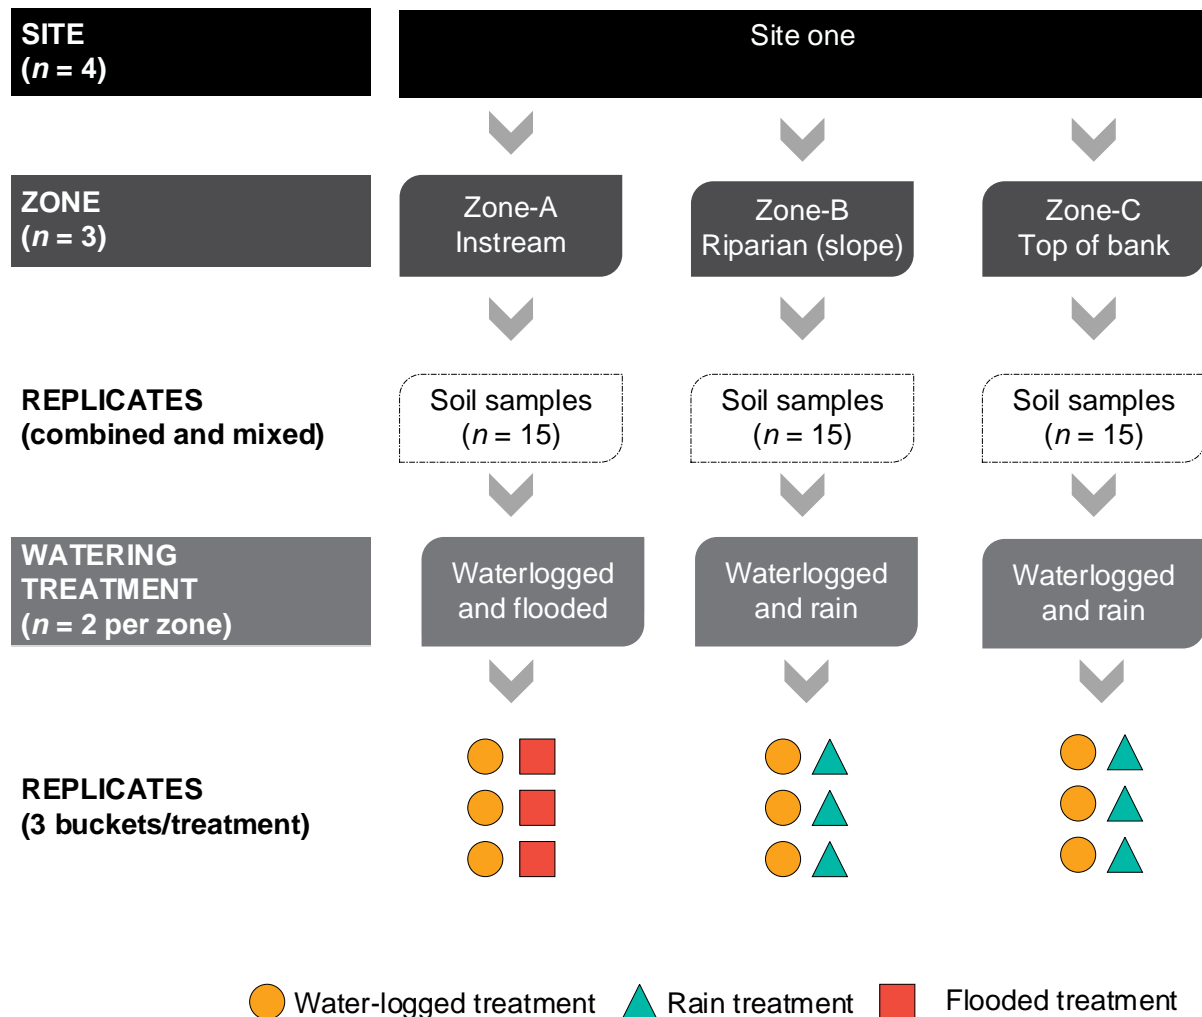 SITE
(n = 4)
Site one
ZONE
(n = 3)
Zone-A
Instream
Zone-B
Riparian (slope)
Zone-C
Top of bank
REPLICATES
(combined and mixed)
Soil samples
(n = 15)
Soil samples
(n = 15)
Soil samples
(n = 15)
WATERING
TREATMENT
(n = 2 per zone)
Waterlogged
and flooded
Waterlogged
and rain
Waterlogged
and rain
REPLICATES
(3 buckets/treatment)
Water-logged treatment
Rain treatment
Flooded treatment